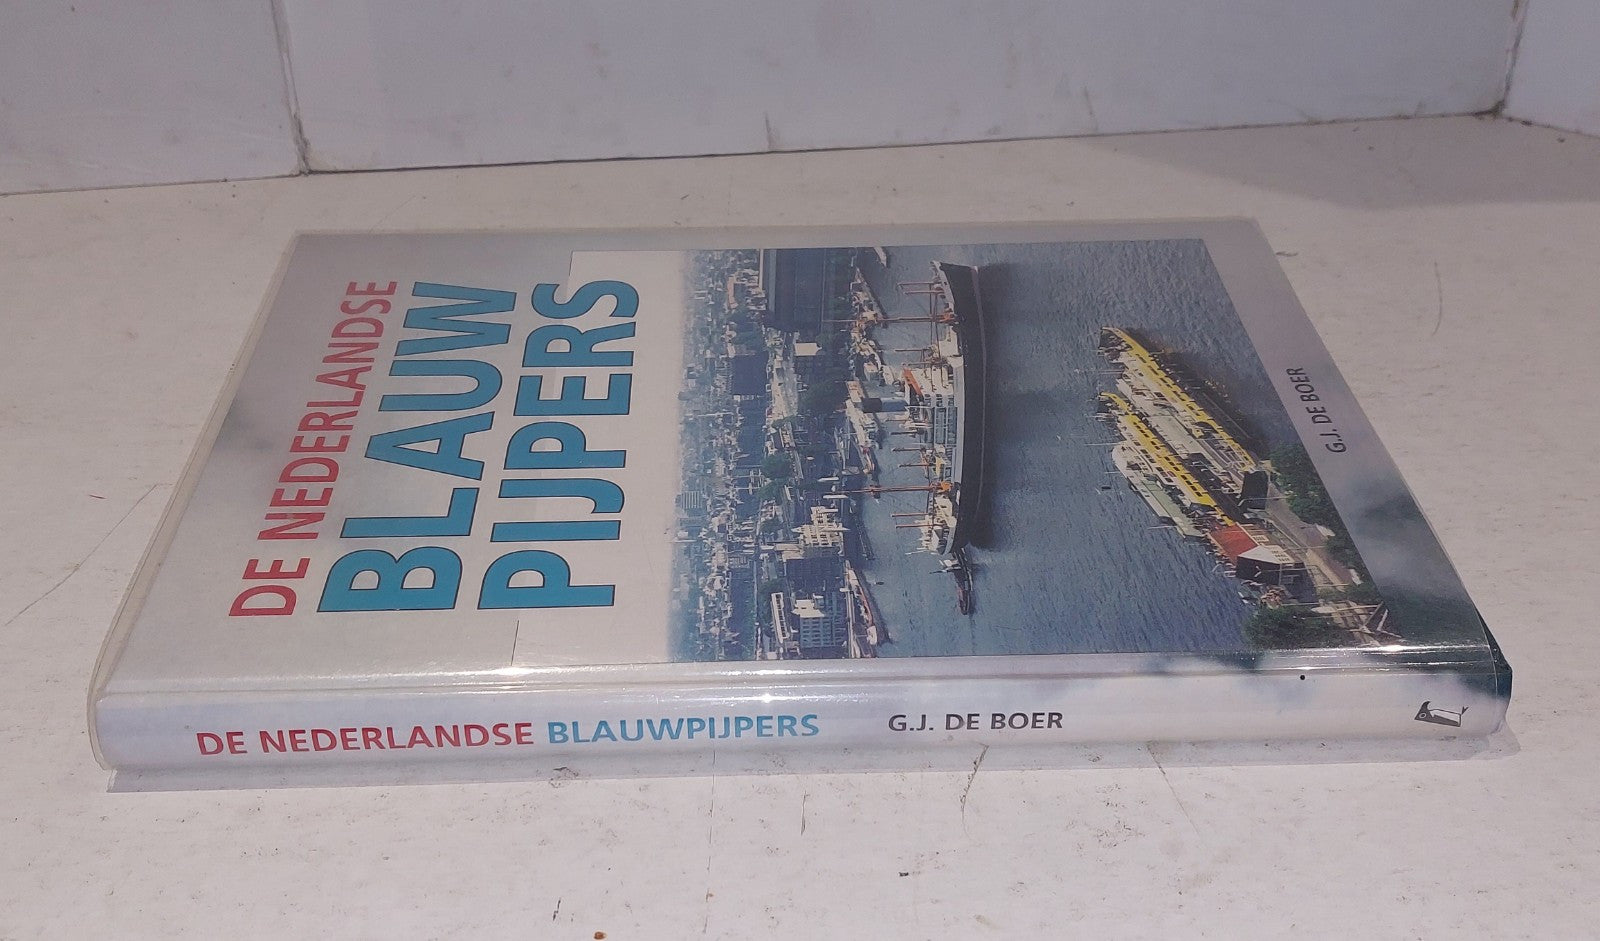 DE NEDERLANDSE
BLAUW
PIJPERS
G.J. DE BOER
DE NEDERLANDSE BLAUWPIJPERS G.J. DE BOER